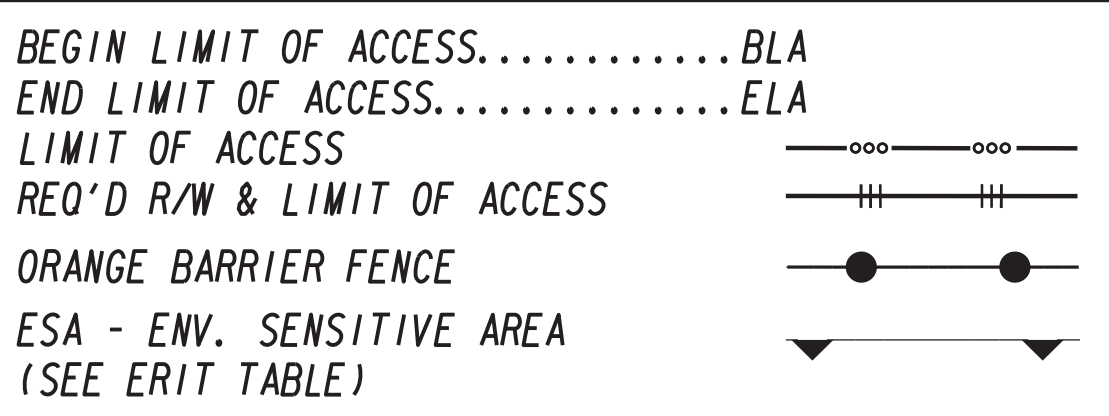 BEGIN LIMIT OF ACCESS............BLA
END LIMIT OF ACCESS..............ELA
LIMIT OF ACCESS
REQ'D R/W & LIMIT OF ACCESS
ORANGE BARRIER FENCE
ESA - ENV. SENSITIVE AREA
(SEE ERIT TABLE)